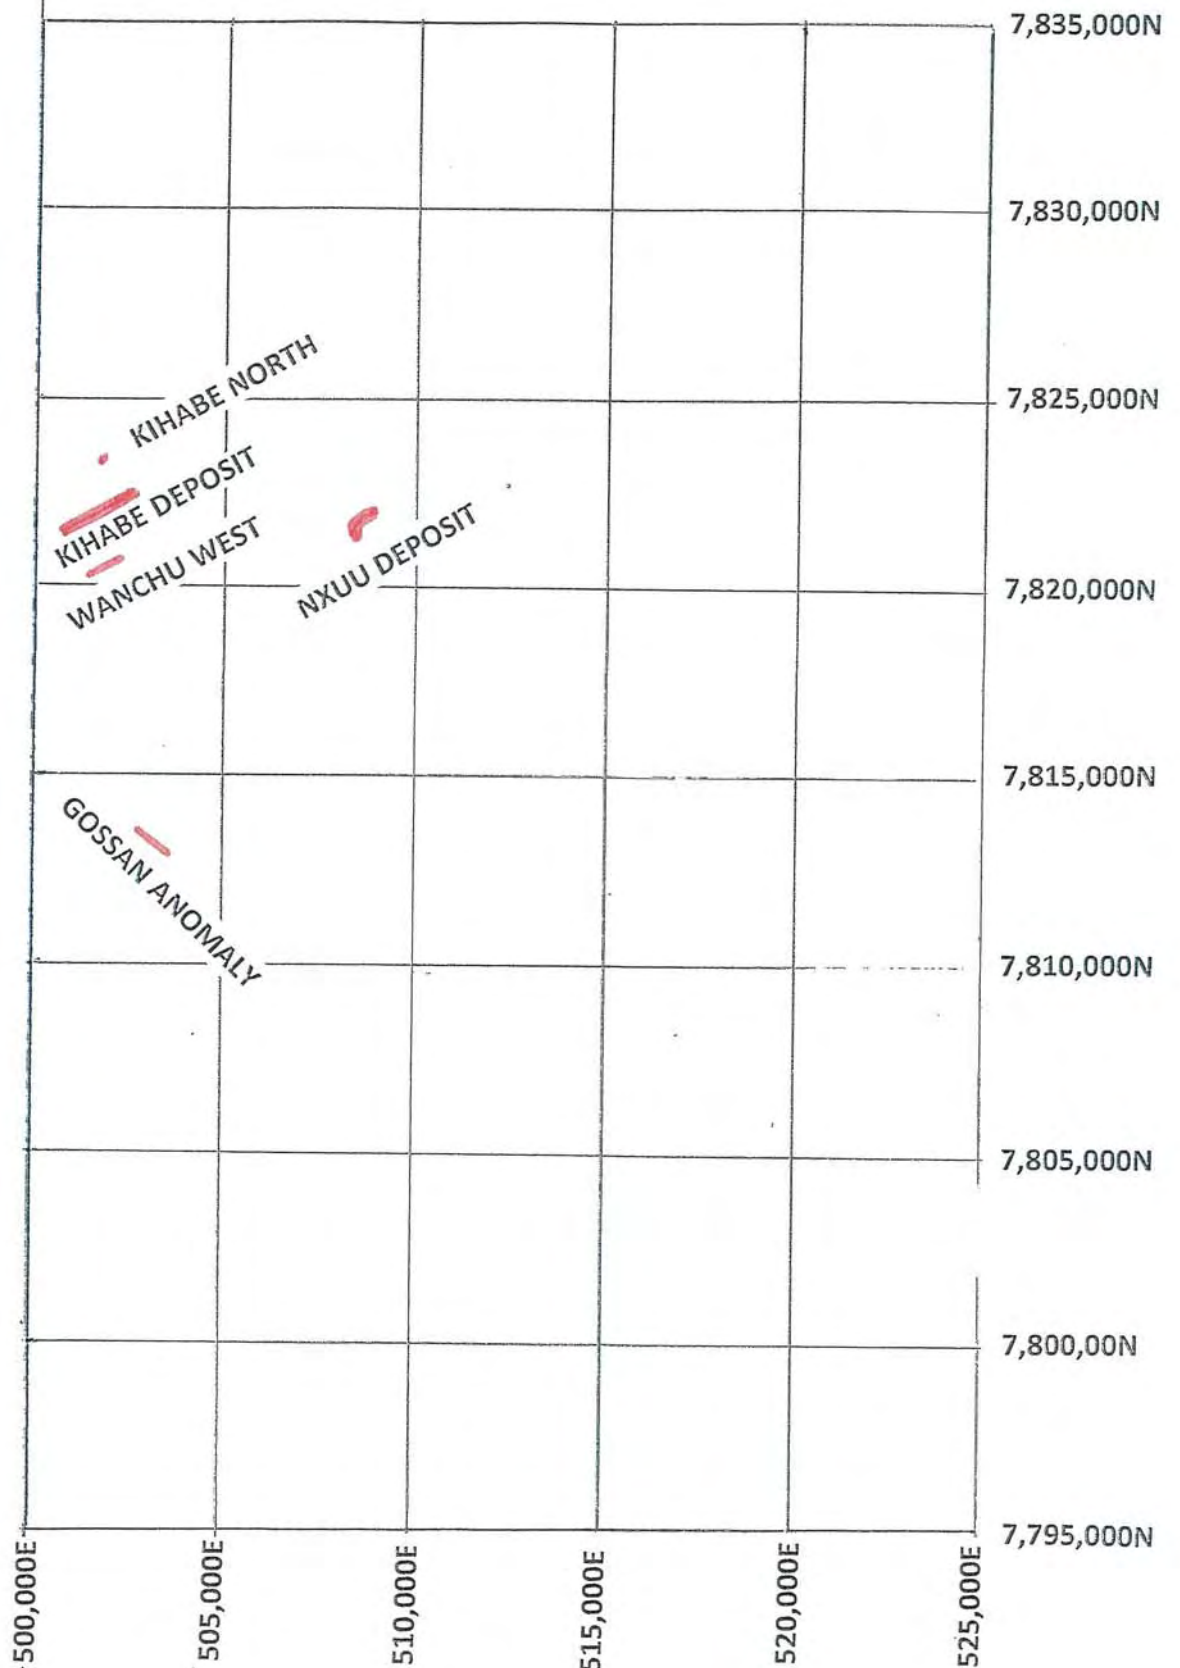 7,835,000N
7,830,000N
KIHABE NORTH
7,825,000N
KIHABE DEPOSIT
WANCHU WEST
NXUU DEPOSIT
7,820,000N
7,815,000N
GOSSAN ANOMALY
7,810,000N
7,805,000N
7,800,00N
7,795,000N
500,000E
505,000E
510,000E
515,000E
520,000E
525,000E